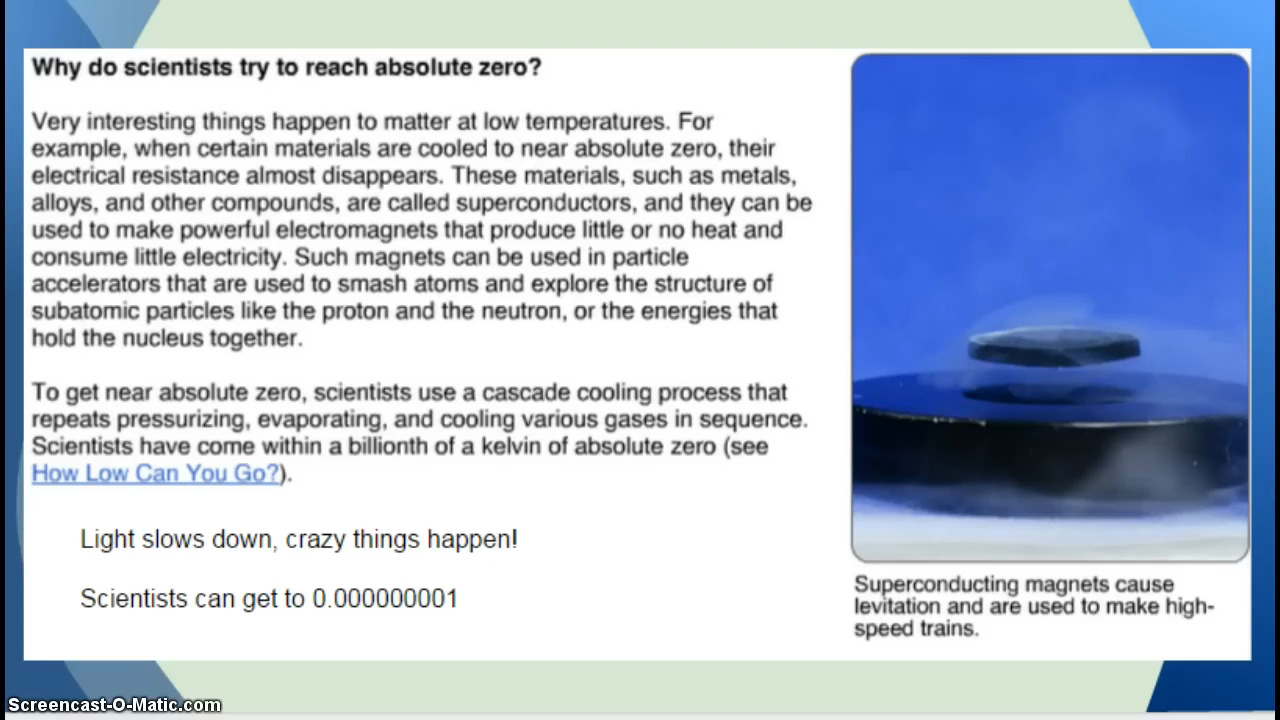 Why do scientists try to reach absolute zero?
Very interesting things happen to matter at low temperatures. For
example, when certain materials are cooled to near absolute zero, their
electrical resistance almost disappears. These materials, such as metals,
alloys, and other compounds, are called superconductors, and they can be
used to make powerful electromagnets that produce little or no heat and
consume little electricity. Such magnets can be used in particle
accelerators that are used to smash atoms and explore the structure of
subatomic particles like the proton and the neutron, or the energies that
hold the nucleus together.
To get near absolute zero, scientists use a cascade cooling process that
repeats pressurizing, evaporating, and cooling various gases in sequence.
Scientists have come within a billionth of a kelvin of absolute zero (see
How Low Can You Go?).
Light slows down, crazy things happen!
Scientists can get to 0.000000001
Superconducting magnets cause
levitation and are used to make high-
speed trains.
Screencast-O-Matic.com